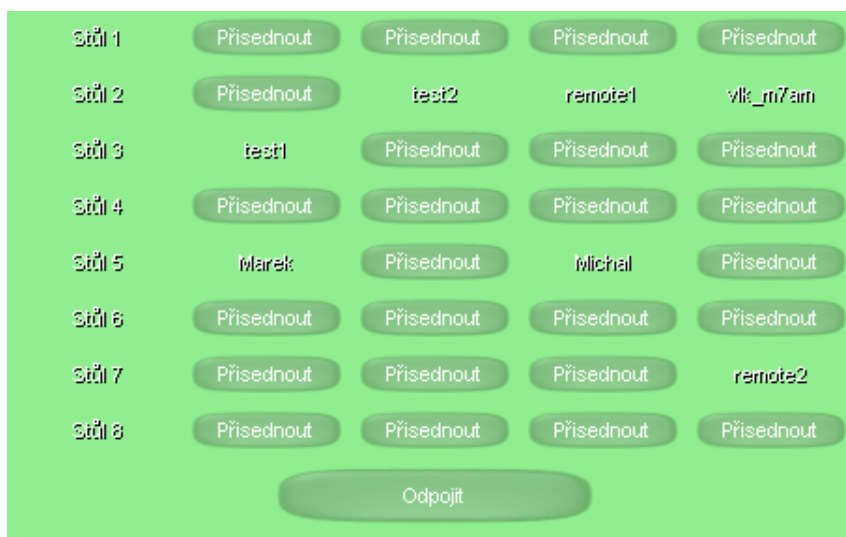 Stůl 1 Přisednout Přisednout Přisednout Přisednout
Stůl 2 Přisednout test2 remote1 vlk_m7am
Stůl 3 test1 Přisednout Přisednout Přisednout
Stůl 4 Přisednout Přisednout Přisednout Přisednout
Stůl 5 Marek Přisednout Michal Přisednout
Stůl 6 Přisednout Přisednout Přisednout Přisednout
Stůl 7 Přisednout Přisednout Přisednout remote2
Stůl 8 Přisednout Přisednout Přisednout Přisednout
Odpojit